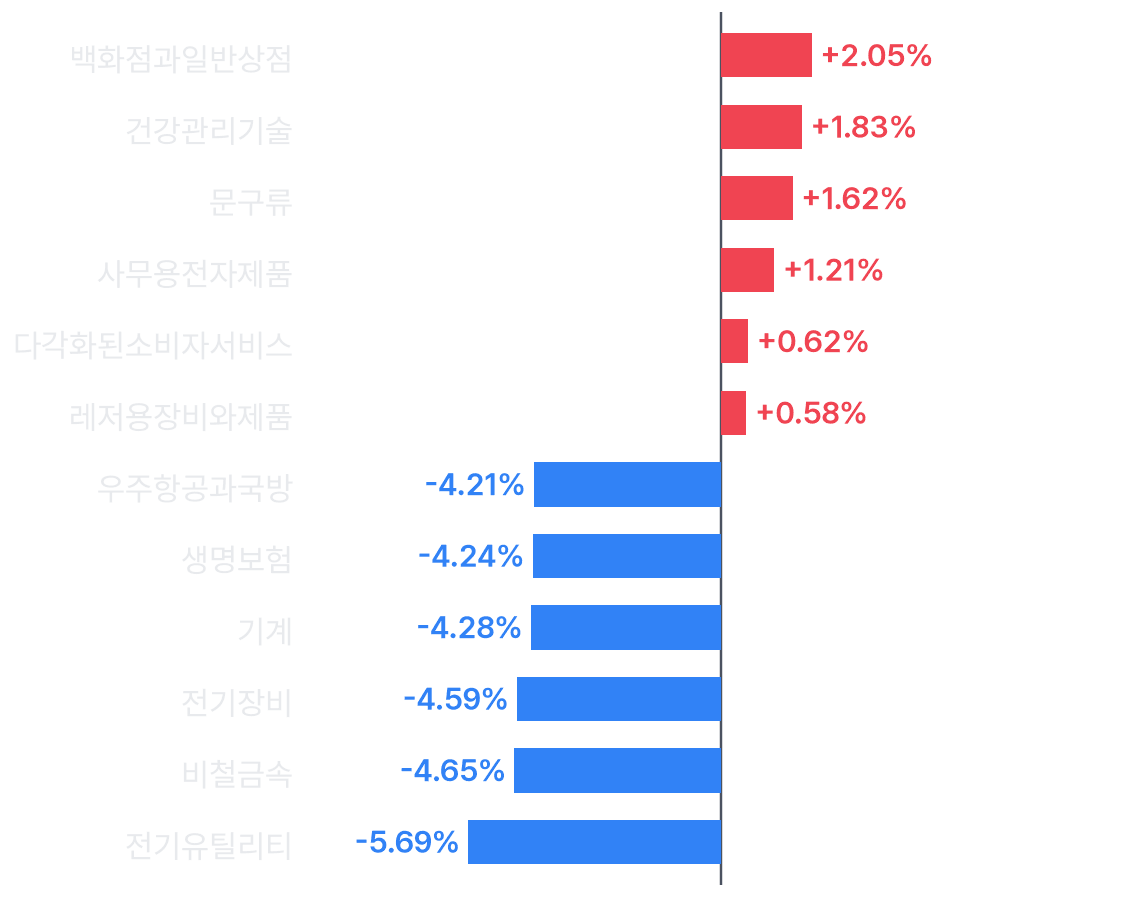 백화점과일반상점 +2.05%
건강관리기술 +1.83%
문구류 +1.62%
사무용전자제품 +1.21%
다각화된소비자서비스 +0.62%
레저용장비와제품 +0.58%
우주항공과국방 -4.21%
생명보험 -4.24%
기계 -4.28%
전기장비 -4.59%
비철금속 -4.65%
전기유틸리티 -5.69%